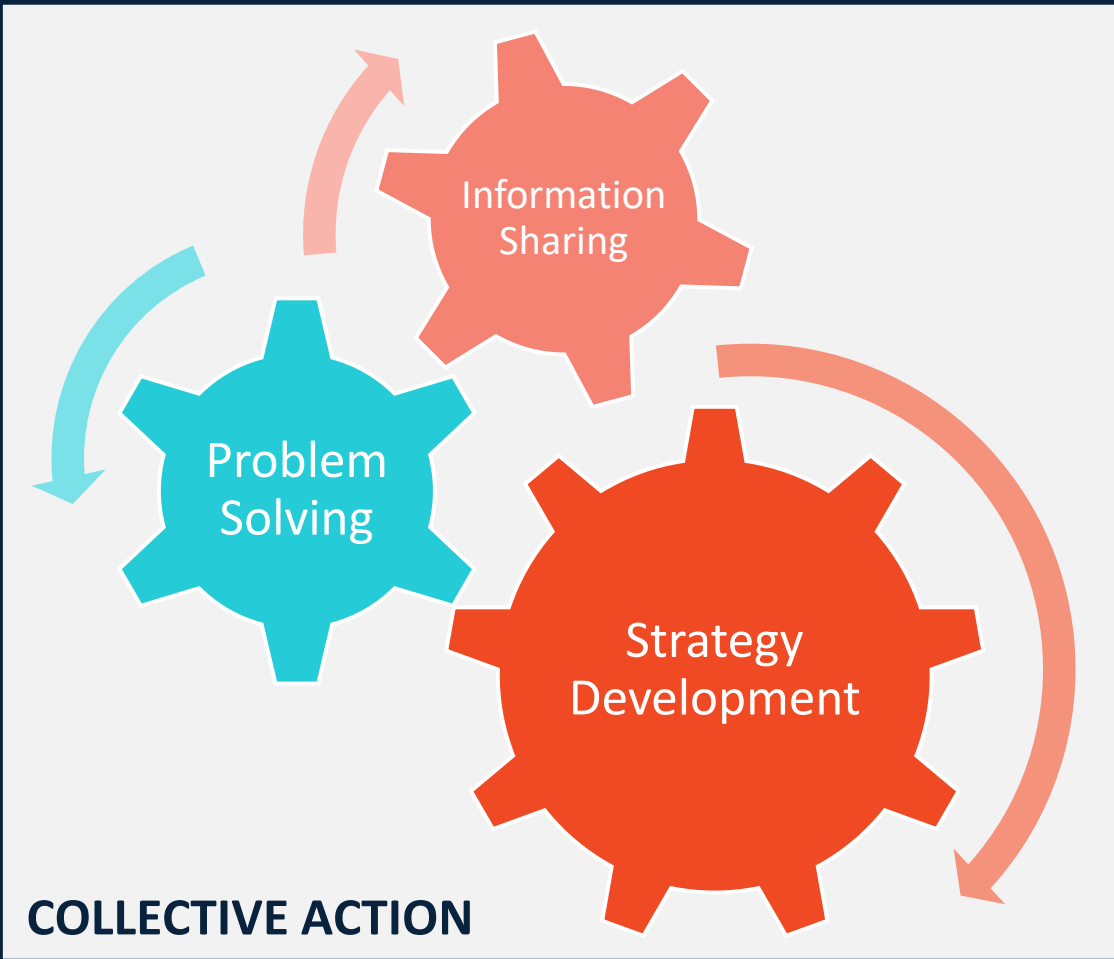 Information
Sharing
Problem
Solving
Strategy
Development
COLLECTIVE ACTION